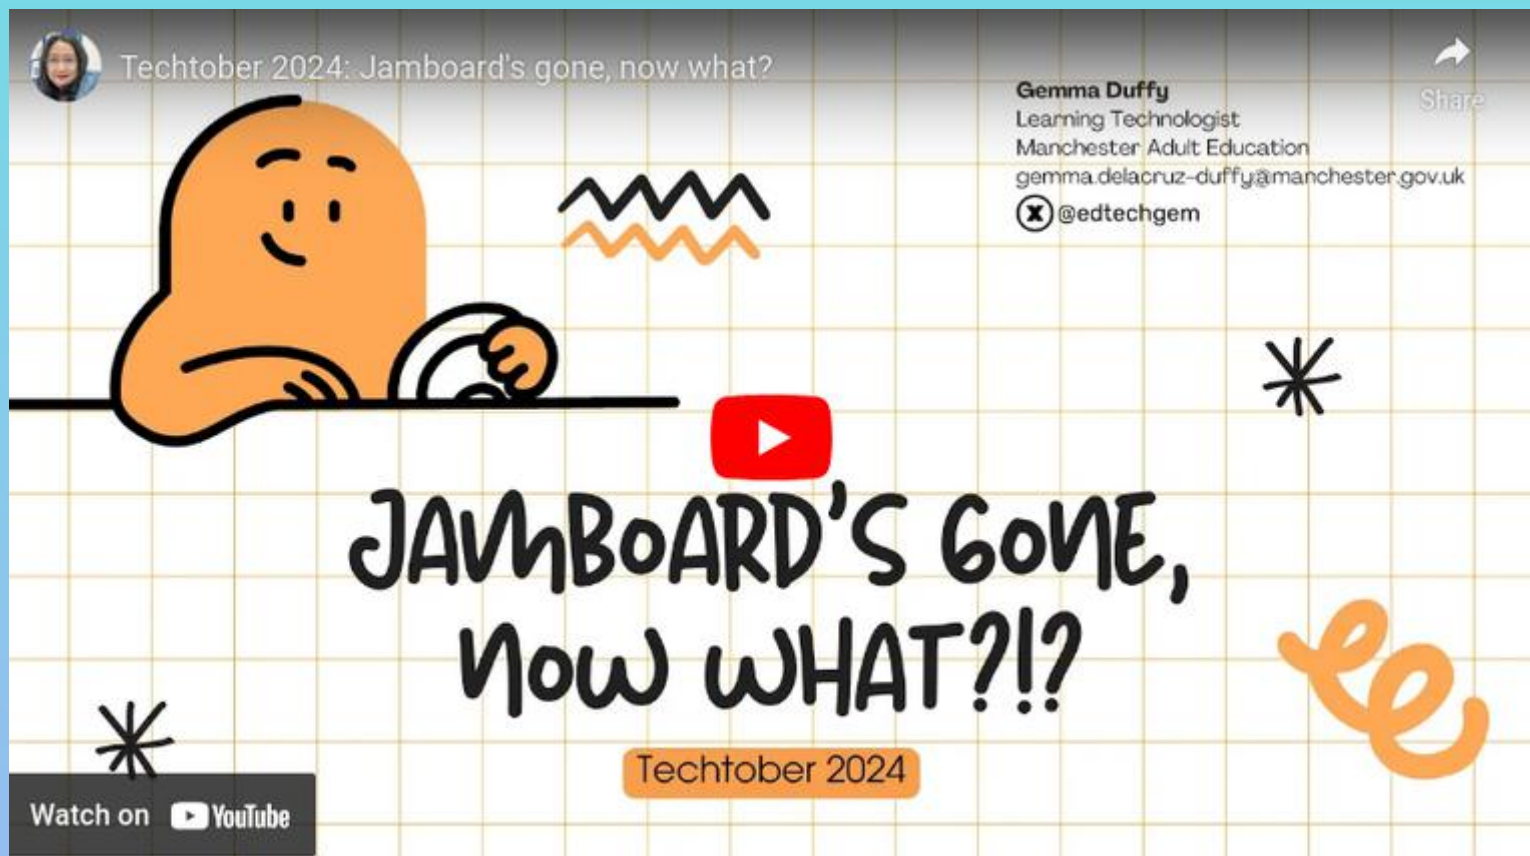 Techtober 2024: Jamboard's gone, now what?
Share
Gemma Duffy
Learning Technologist
Manchester Adult Education
gemma.delacruz-duffy@manchester.gov.uk
X @edtechgem
JAMBOARD'S GONE,
NOW WHAT?!?
Techtober 2024
Watch on YouTube